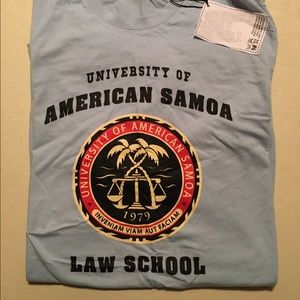 UNIVERSITY OF
AMERICAN SAMOA
UNIVERSITY OF AMERICAN SAMOA
1979
INVENIAM VIAM AUT FACIAM
LAW SCHOOL